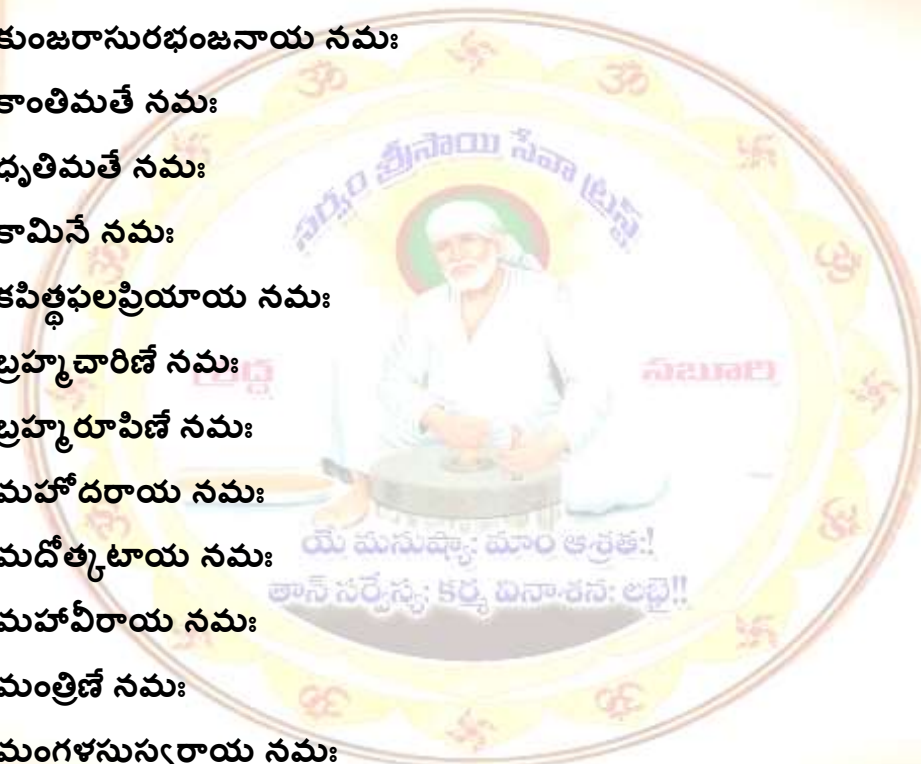 కుంజరాసురభంజనాయ నమః
కాంతిమతే నమః
ధృతిమతే నమః
కామినే నమః
కపిత్థఫలప్రియాయ నమః
బ్రహ్మచారిణే నమః
బ్రహ్మరూపిణే నమః
మహోదరాయ నమః
మదోత్కటాయ నమః
మహావీరాయ నమః
మంత్రిణే నమః
మంగళసుస్వరాయ నమః
సర్వం శ్రీసాయి సేవా ట్రస్ట్
శ్రద్ధ
సబూరి
యే మనుష్యా: మాం ఆశ్రత:!
తాన్ సర్వేస్య: కర్మ వినాశన: లభై!!